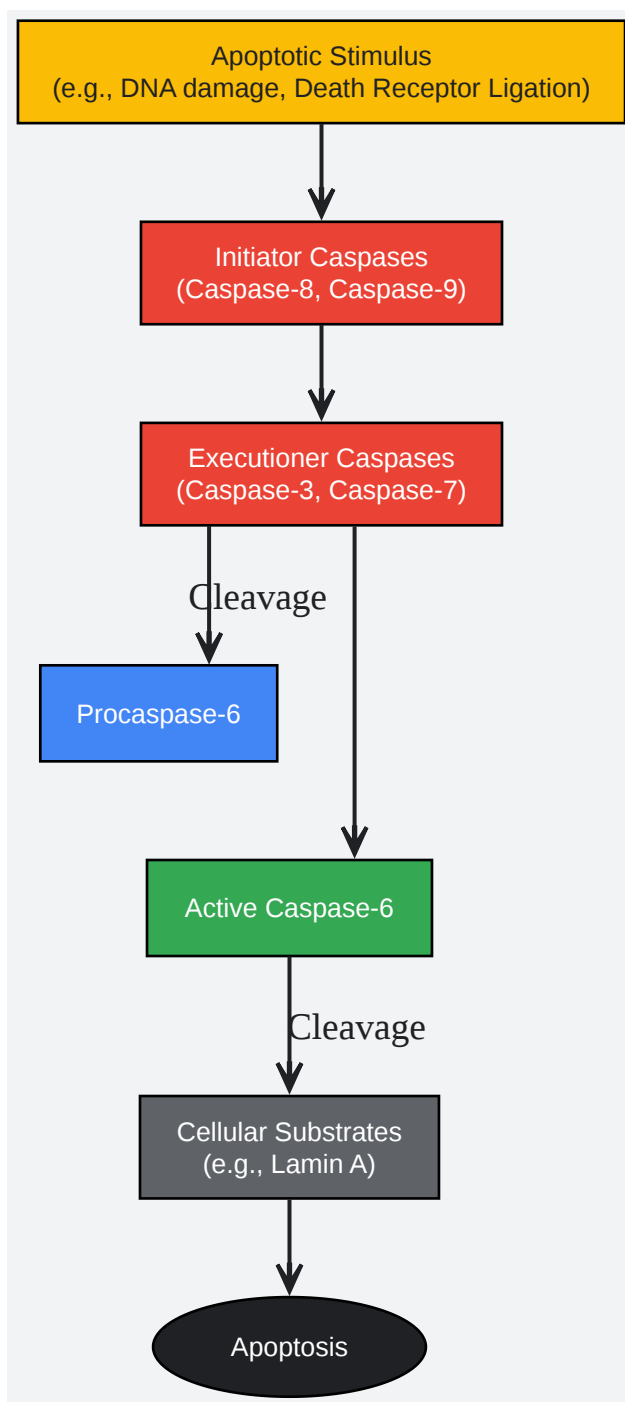 Apoptotic Stimulus
(e.g., DNA damage, Death Receptor Ligation)
Initiator Caspases
(Caspase-8, Caspase-9)
Executioner Caspases
(Caspase-3, Caspase-7)
Cleavage
Procaspase-6
Active Caspase-6
Cleavage
Cellular Substrates
(e.g., Lamin A)
Apoptosis